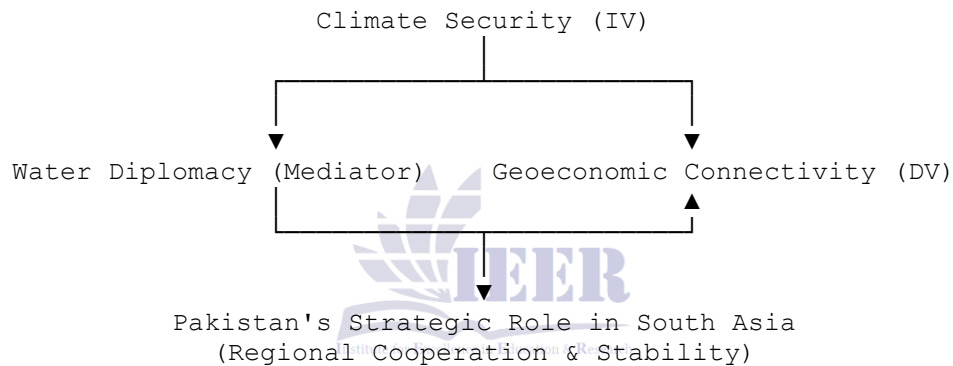 Climate Security (IV)
Water Diplomacy (Mediator) Geoeconomic Connectivity (DV)
IEER
Pakistan's Strategic Role in South Asia
(Regional Cooperation & Stability)